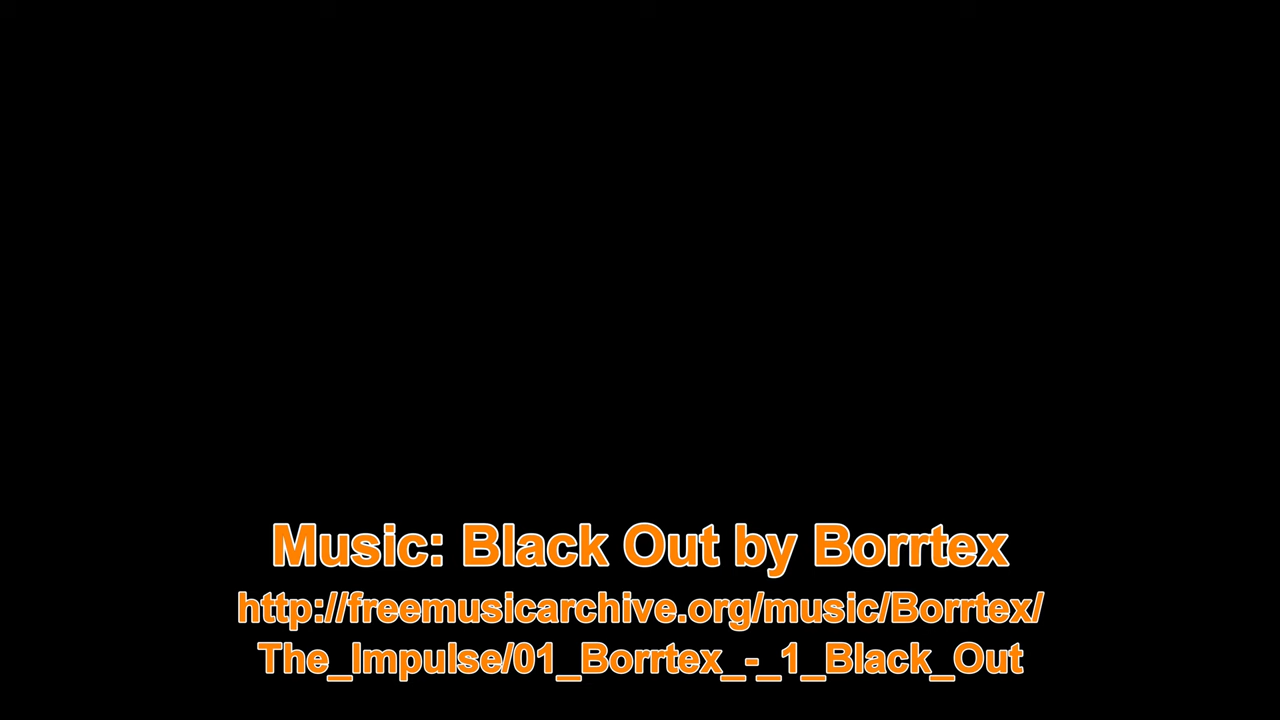 Music: Black Out by Borrtex
http://freemusicarchive.org/music/Borrtex/
The_Impulse/01_Borrtex_-_1_Black_Out